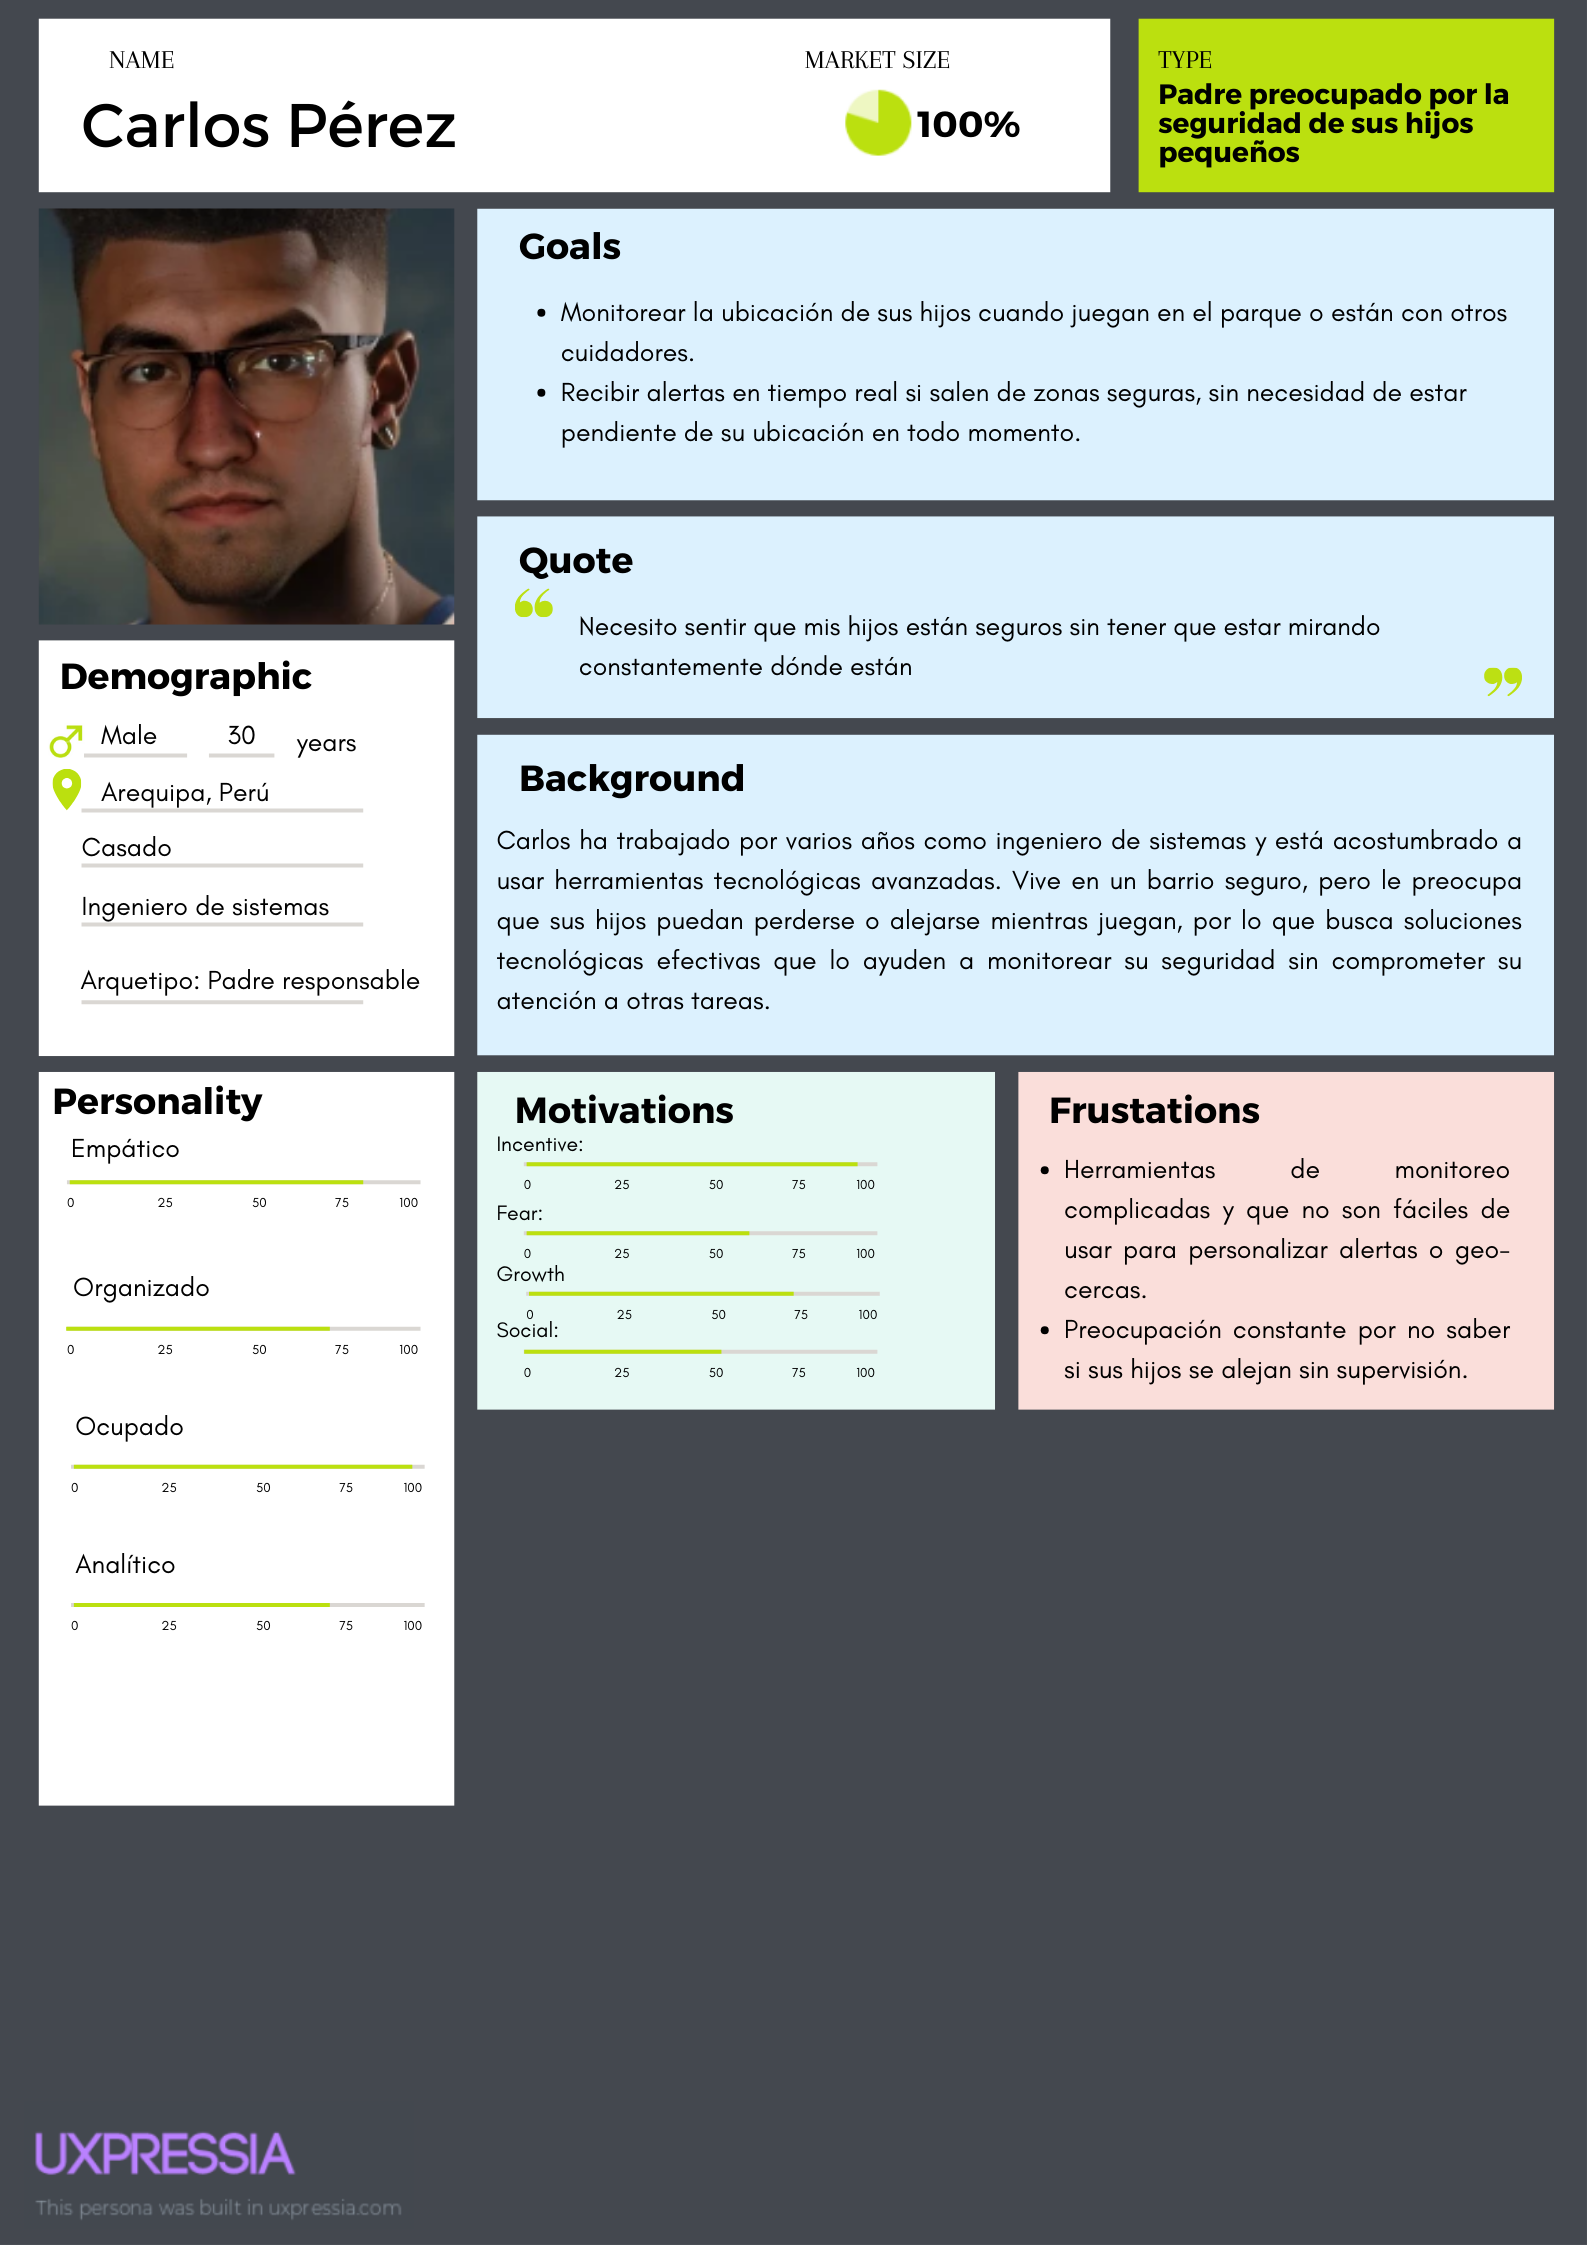 NAME
Carlos Pérez
MARKET SIZE
100%
TYPE
Padre preocupado por la
seguridad de sus hijos
pequeños
Goals
• Monitorear la ubicación de sus hijos cuando juegan en el parque o están con otros
cuidadores.
• Recibir alertas en tiempo real si salen de zonas seguras, sin necesidad de estar
pendiente de su ubicación en todo momento.
Quote
“
Necesito sentir que mis hijos están seguros sin tener que estar mirando
constantemente dónde están
”
Demographic
Male 30 years
Arequipa, Perú
Casado
Ingeniero de sistemas
Arquetipo: Padre responsable
Background
Carlos ha trabajado por varios años como ingeniero de sistemas y está acostumbrado a
usar herramientas tecnológicas avanzadas. Vive en un barrio seguro, pero le preocupa
que sus hijos puedan perderse o alejarse mientras juegan, por lo que busca soluciones
tecnológicas efectivas que lo ayuden a monitorear su seguridad sin comprometer su
atención a otras tareas.
Personality
Empático
0 25 50 75 100
Organizado
0 25 50 75 100
Ocupado
0 25 50 75 100
Analítico
0 25 50 75 100
Motivations
Incentive:
0 25 50 75 100
Fear:
0 25 50 75 100
Growth
0 25 50 75 100
Social:
0 25 50 75 100
Frustations
• Herramientas de monitoreo
complicadas y que no son fáciles de
usar para personalizar alertas o geo-
cercas.
• Preocupación constante por no saber
si sus hijos se alejan sin supervisión.
UXPRESSIA
This persona was built in uxpressia.com